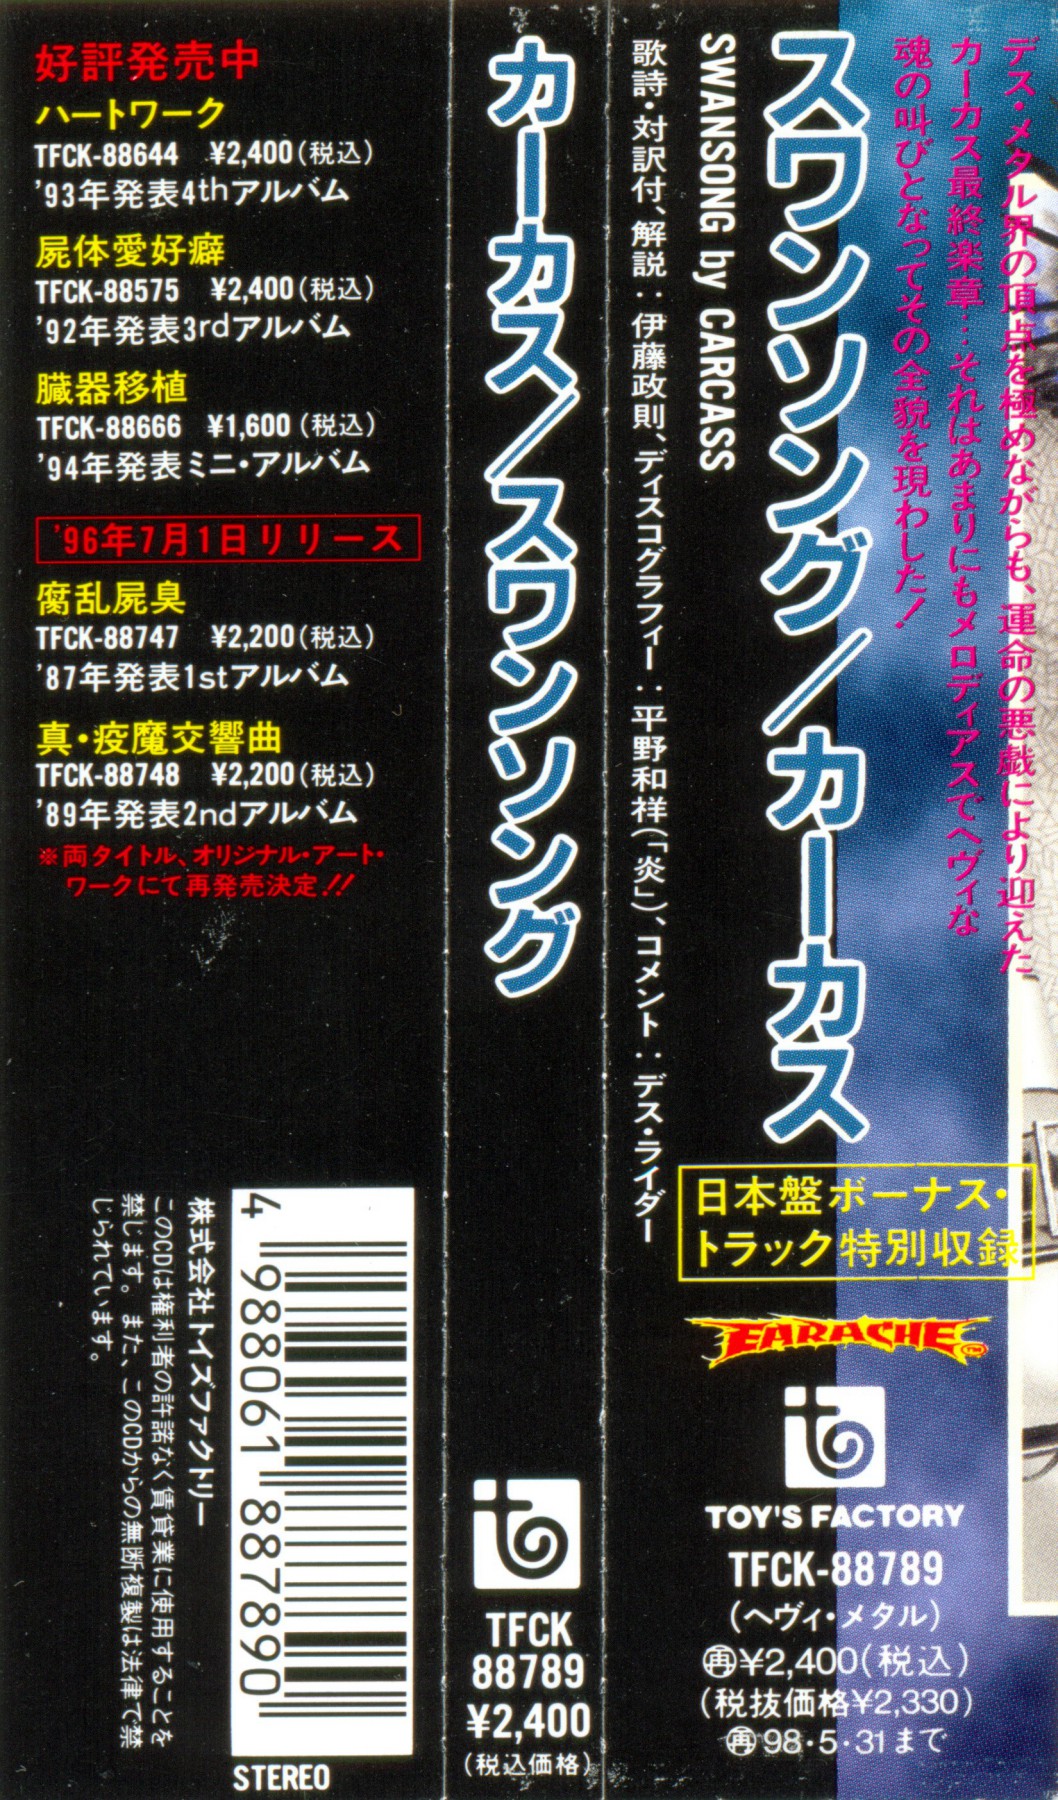 デス・メタル界の頂点を極めながらも、運命の悪戯により迎えた
カーカス最終楽章…それはあまりにもメロディアスでヘヴィな
魂の叫びとなってその全貌を現わした!
スワンソング/カーカス
SWANSONG by CARCASS
歌詩・対訳付、解説:伊藤政則、ディスコグラフィー:平野和祥(「炎」)、コメント:デス・ライダー
日本盤ボーナス・
トラック特別収録
EARACHE
TM
TOY'S FACTORY
TFCK-88789
(ヘヴィ・メタル)
再¥2,400(税込)
(税抜価格¥2,330)
再98・5・31まで
カーカス/スワンソング
TFCK
88789
¥2,400
(税込価格)
好評発売中
ハートワーク
TFCK-88644 ¥2,400(税込)
'93年発表4thアルバム
屍体愛好癖
TFCK-88575 ¥2,400(税込)
'92年発表3rdアルバム
臓器移植
TFCK-88666 ¥1,600(税込)
'94年発表ミニ・アルバム
'96年7月1日リリース
腐乱屍臭
TFCK-88747 ¥2,200(税込)
'87年発表1stアルバム
真・疫魔交響曲
TFCK-88748 ¥2,200(税込)
'89年発表2ndアルバム
※両タイトル、オリジナル・アート・
ワークにて再発売決定!!
4 988061 887890
STEREO
株式会社トイズファクトリー
このCDは権利者の許諾なく賃貸業に使用することを
禁じます。また、このCDからの無断複製は法律で禁
じられています。